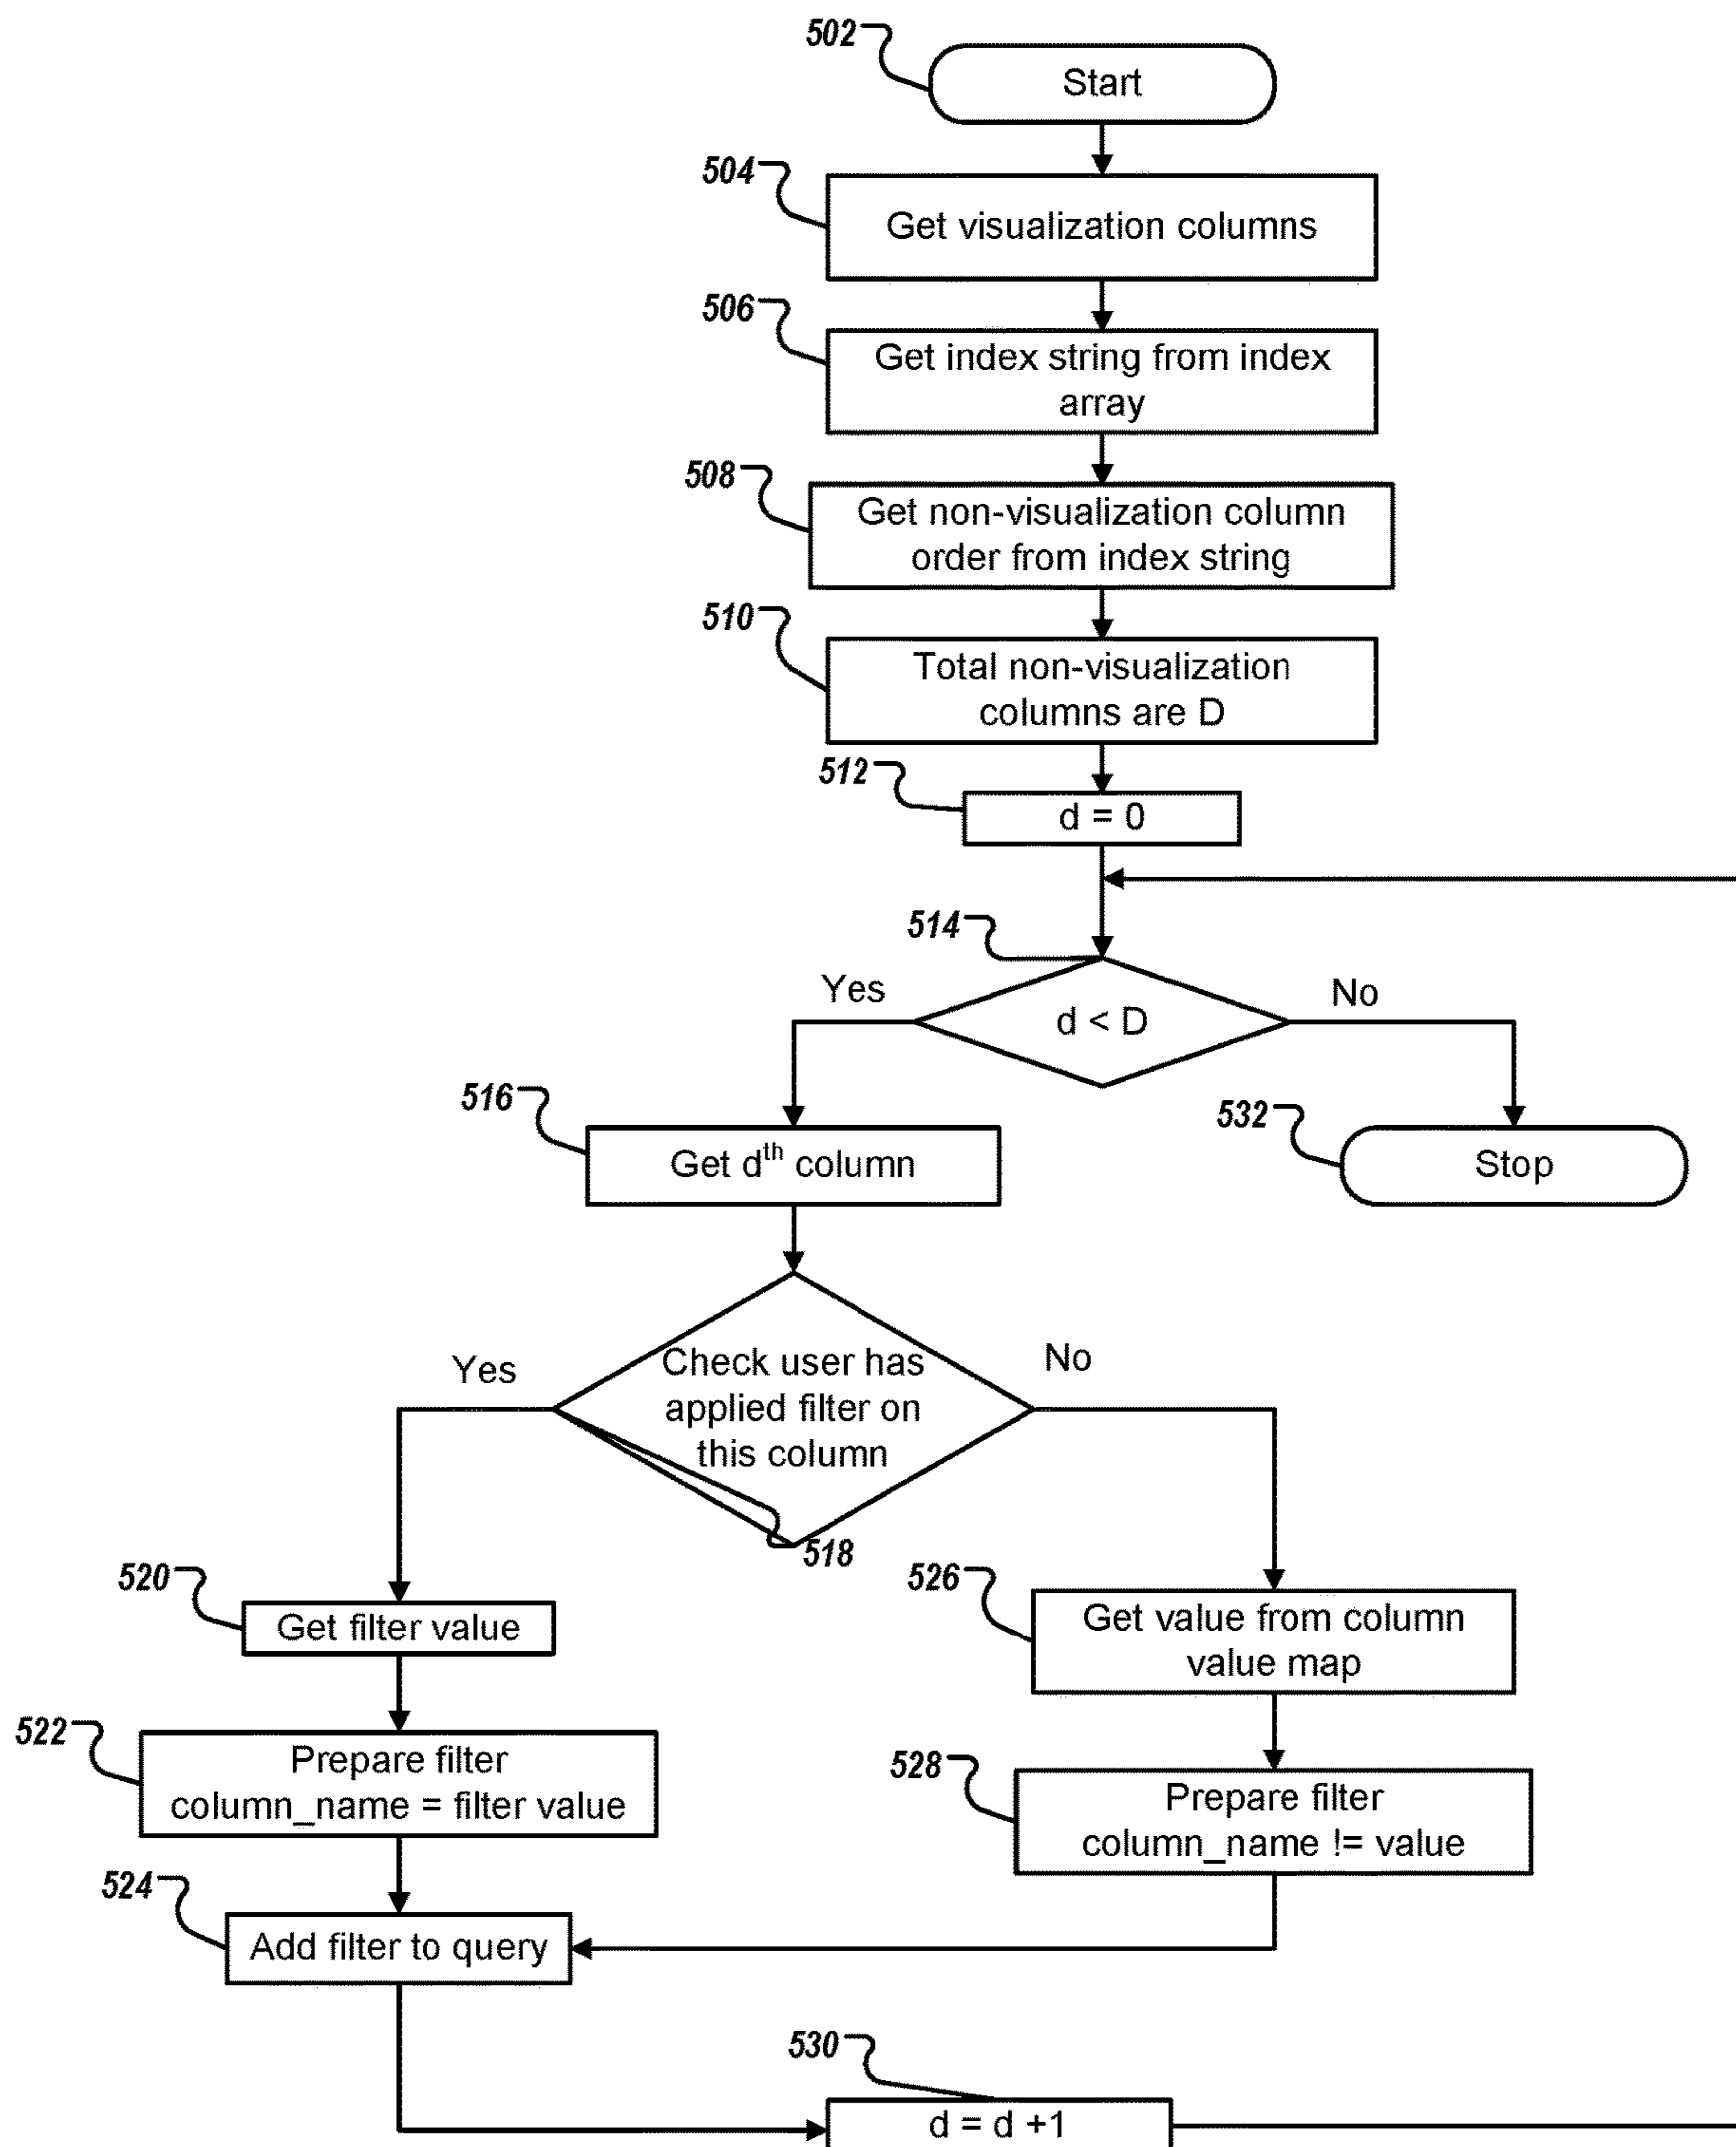 502
Start
504
Get visualization columns
506
Get index string from index
array
508
Get non-visualization column
order from index string
510
Total non-visualization
columns are D
512
d = 0
514
Yes
No
d < D
516
532
Get dth column
Stop
Yes
No
Check user has
applied filter on
this column
518
520
526
Get filter value
Get value from column
value map
522
Prepare filter
column_name = filter value
528
Prepare filter
column_name != value
524
Add filter to query
530
d = d +1